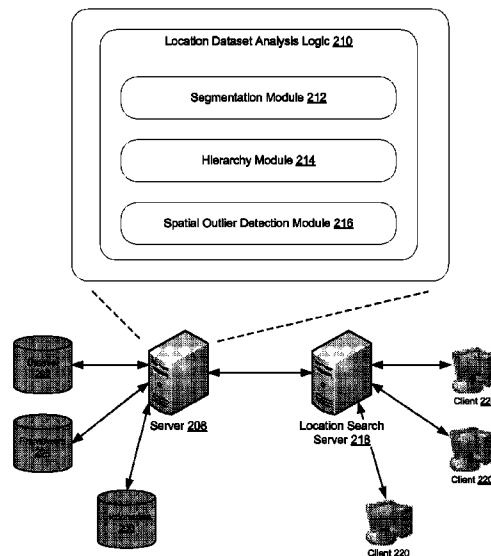 Location Dataset Analysis Logic 210
Segmentation Module 212
Hierarchy Module 214
Spatial Outlier Detection Module 216
Server 208
Location Search
Server 218
Client 220
Client 220